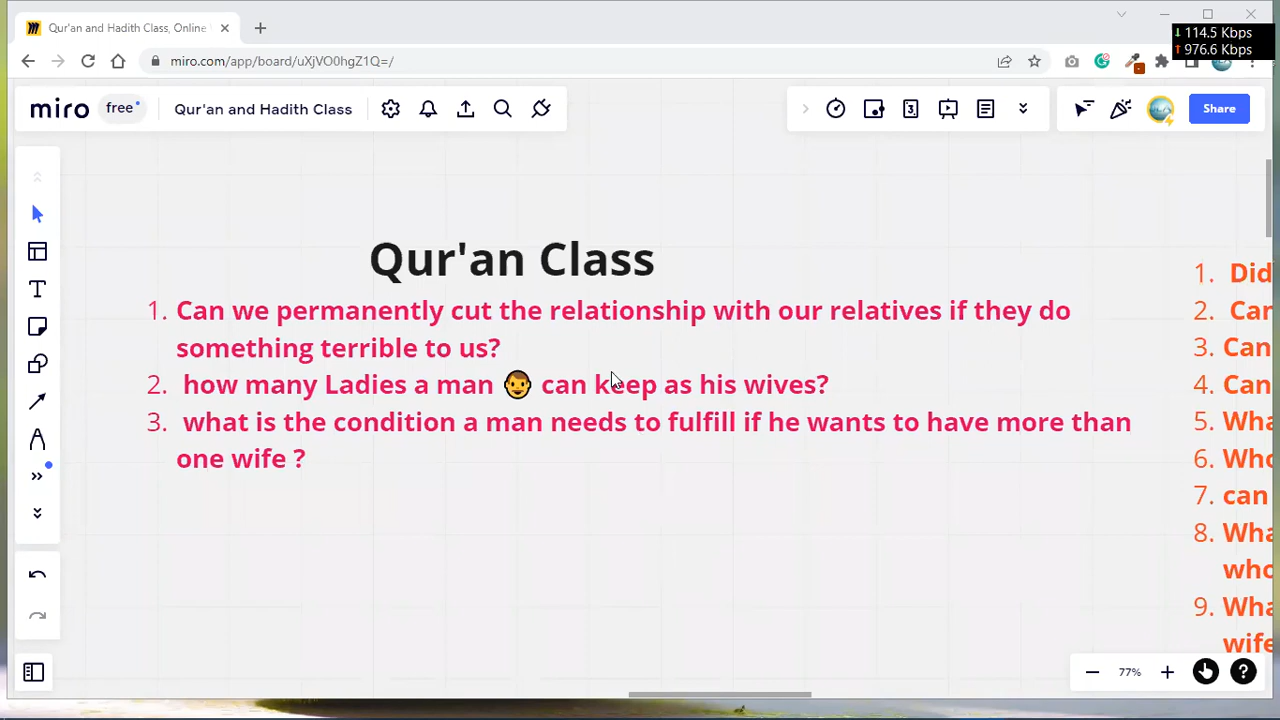 Qur'an and Hadith Class, Online
114.5 Kbps
976.6 Kbps
miro.com/app/board/uXjVO0hgZ1Q=/
miro free Qur'an and Hadith Class
Share
Qur'an Class
1. Can we permanently cut the relationship with our relatives if they do
something terrible to us?
2. how many Ladies a man 👨 can keep as his wives?
3. what is the condition a man needs to fulfill if he wants to have more than
one wife ?
1. Did
2. Can
3. Can
4. Can
5. Wha
6. Who
7. can
8. Wha
who
9. Wha
wife
77%